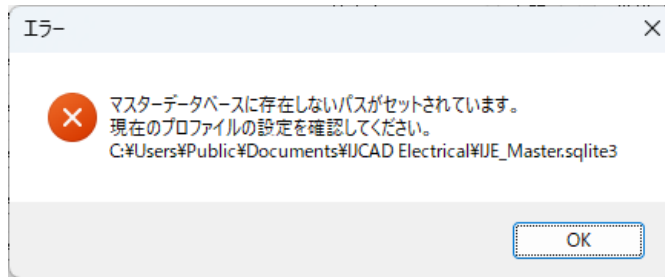 エラー
マスターデータベースに存在しないパスがセットされています。
現在のプロファイルの設定を確認してください。
C:¥Users¥Public¥Documents¥IJCAD Electrical¥IJE_Master.sqlite3
OK